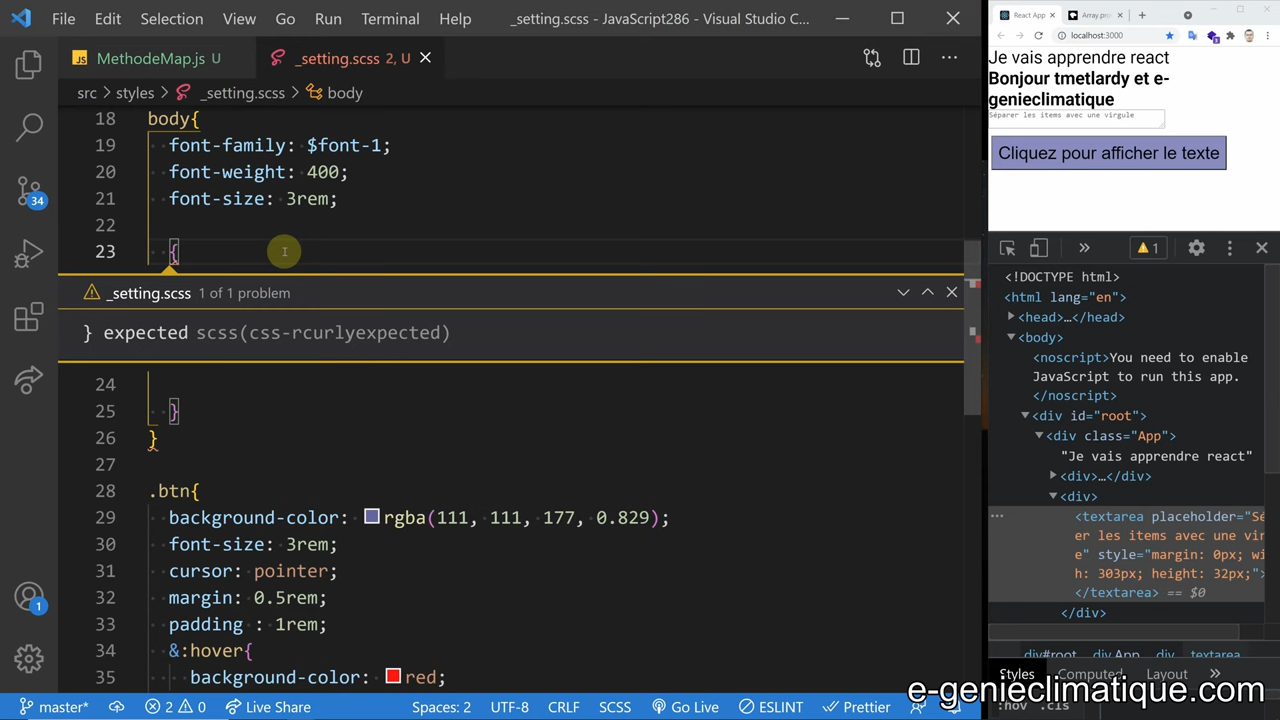 File Edit Selection View Go Run Terminal Help _setting.scss - JavaScript286 - Visual Studio C...
JS MethodeMap.js U _setting.scss 2, U
src > styles > _setting.scss > body
18 body{
19 font-family: $font-1;
20 font-weight: 400;
21 font-size: 3rem;
22
23 {
_setting.scss 1 of 1 problem
} expected scss(css-rcurlyexpected)
24
25 }
26 }
27
28 .btn{
29 background-color: rgba(111, 111, 177, 0.829);
30 font-size: 3rem;
31 cursor: pointer;
32 margin: 0.5rem;
33 padding : 1rem;
34 &:hover{
35 background-color: red;
34
1
master* 2 0 Live Share Spaces: 2 UTF-8 CRLF SCSS Go Live ESLINT Prettier
React App Array.pro
localhost:3000
Je vais apprendre react
Bonjour tmetlardy et e-
genieclimatique
Séparer les items avec une virgule
Cliquez pour afficher le texte
1
<!DOCTYPE html>
<html lang="en">
<head>…</head>
<body>
<noscript>You need to enable
JavaScript to run this app.
</noscript>
<div id="root">
<div class="App">
"Je vais apprendre react"
<div>…</div>
<div>
<textarea placeholder="Sé
er les items avec une vir
e" style="margin: 0px; wi
h: 303px; height: 32px;">
</textarea> == $0
</div>
div#root div.App div textarea
Styles Computed Layout
:hov .cls
e-genieclimatique.com